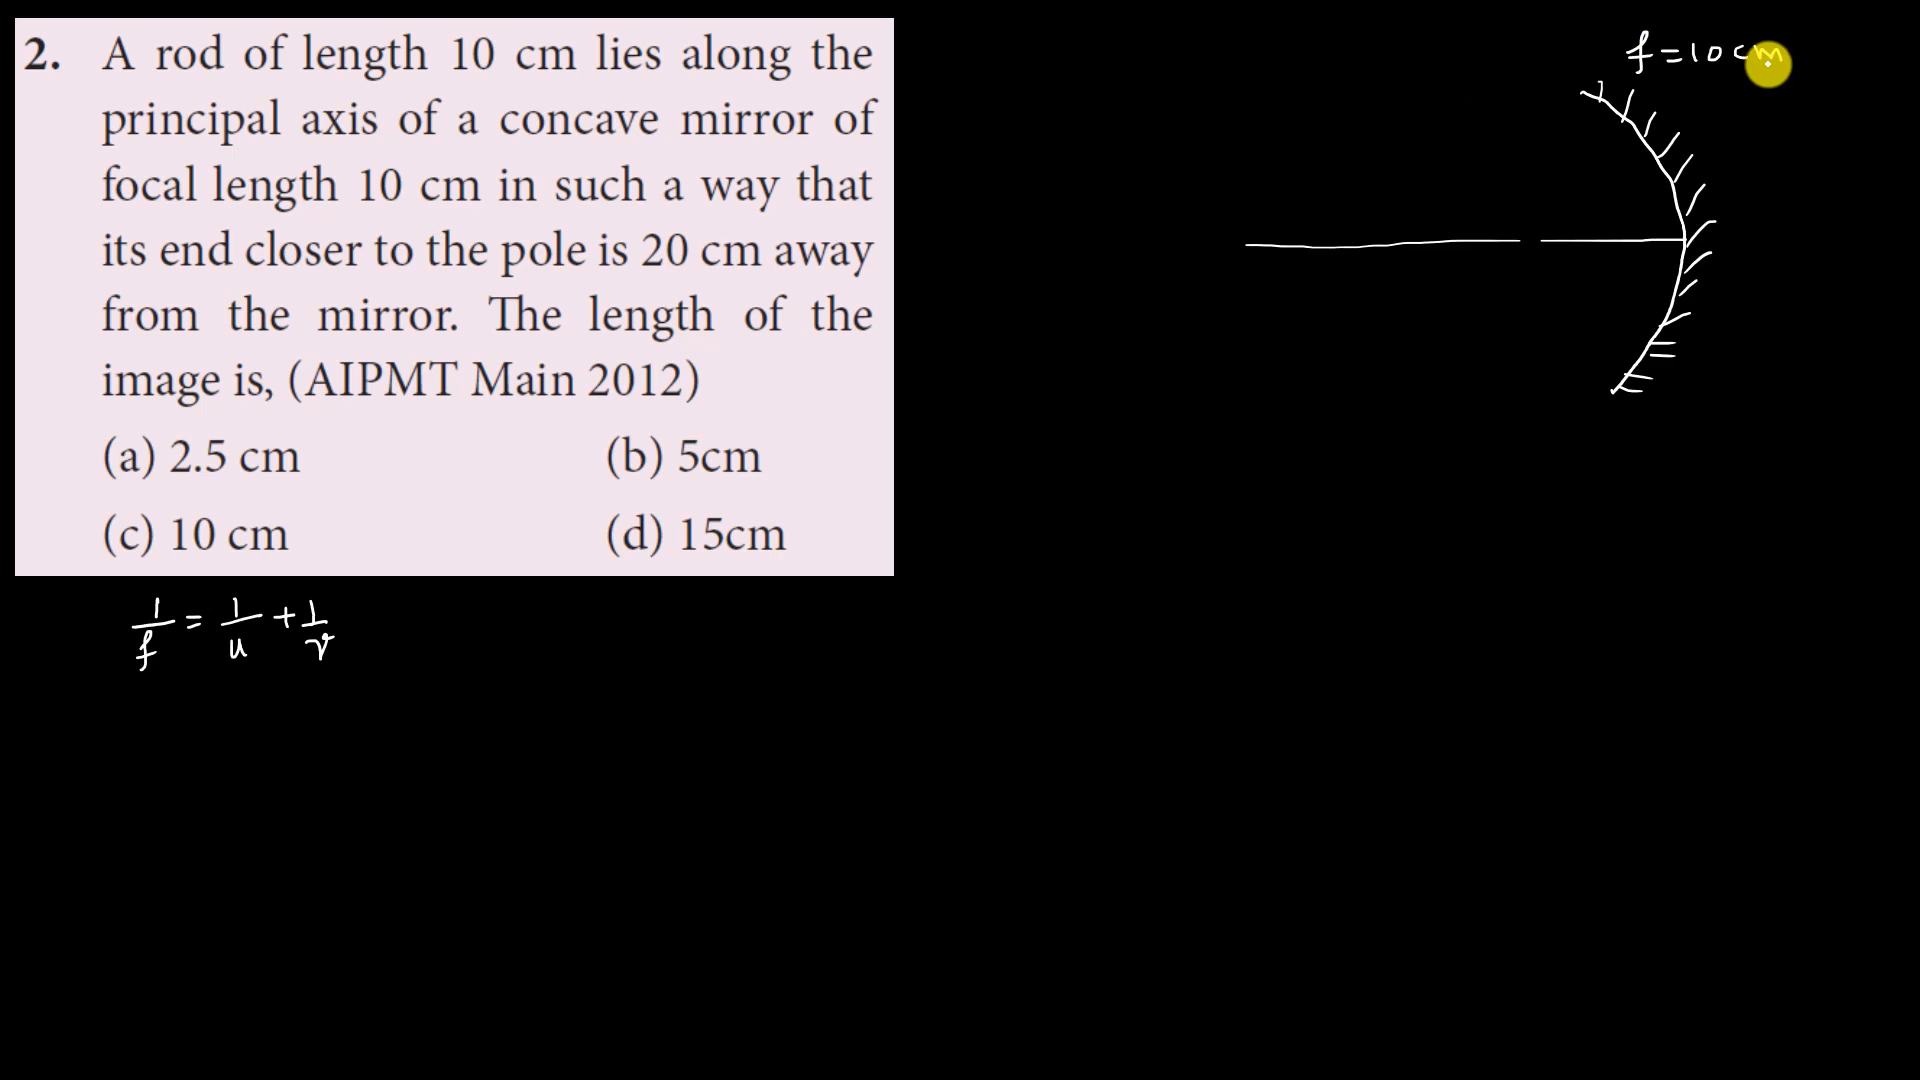 2. A rod of length 10 cm lies along the
principal axis of a concave mirror of
focal length 10 cm in such a way that
its end closer to the pole is 20 cm away
from the mirror. The length of the
image is, (AIPMT Main 2012)
(a) 2.5 cm (b) 5cm
(c) 10 cm (d) 15cm
f = 10 cm
1/f = 1/u + 1/v